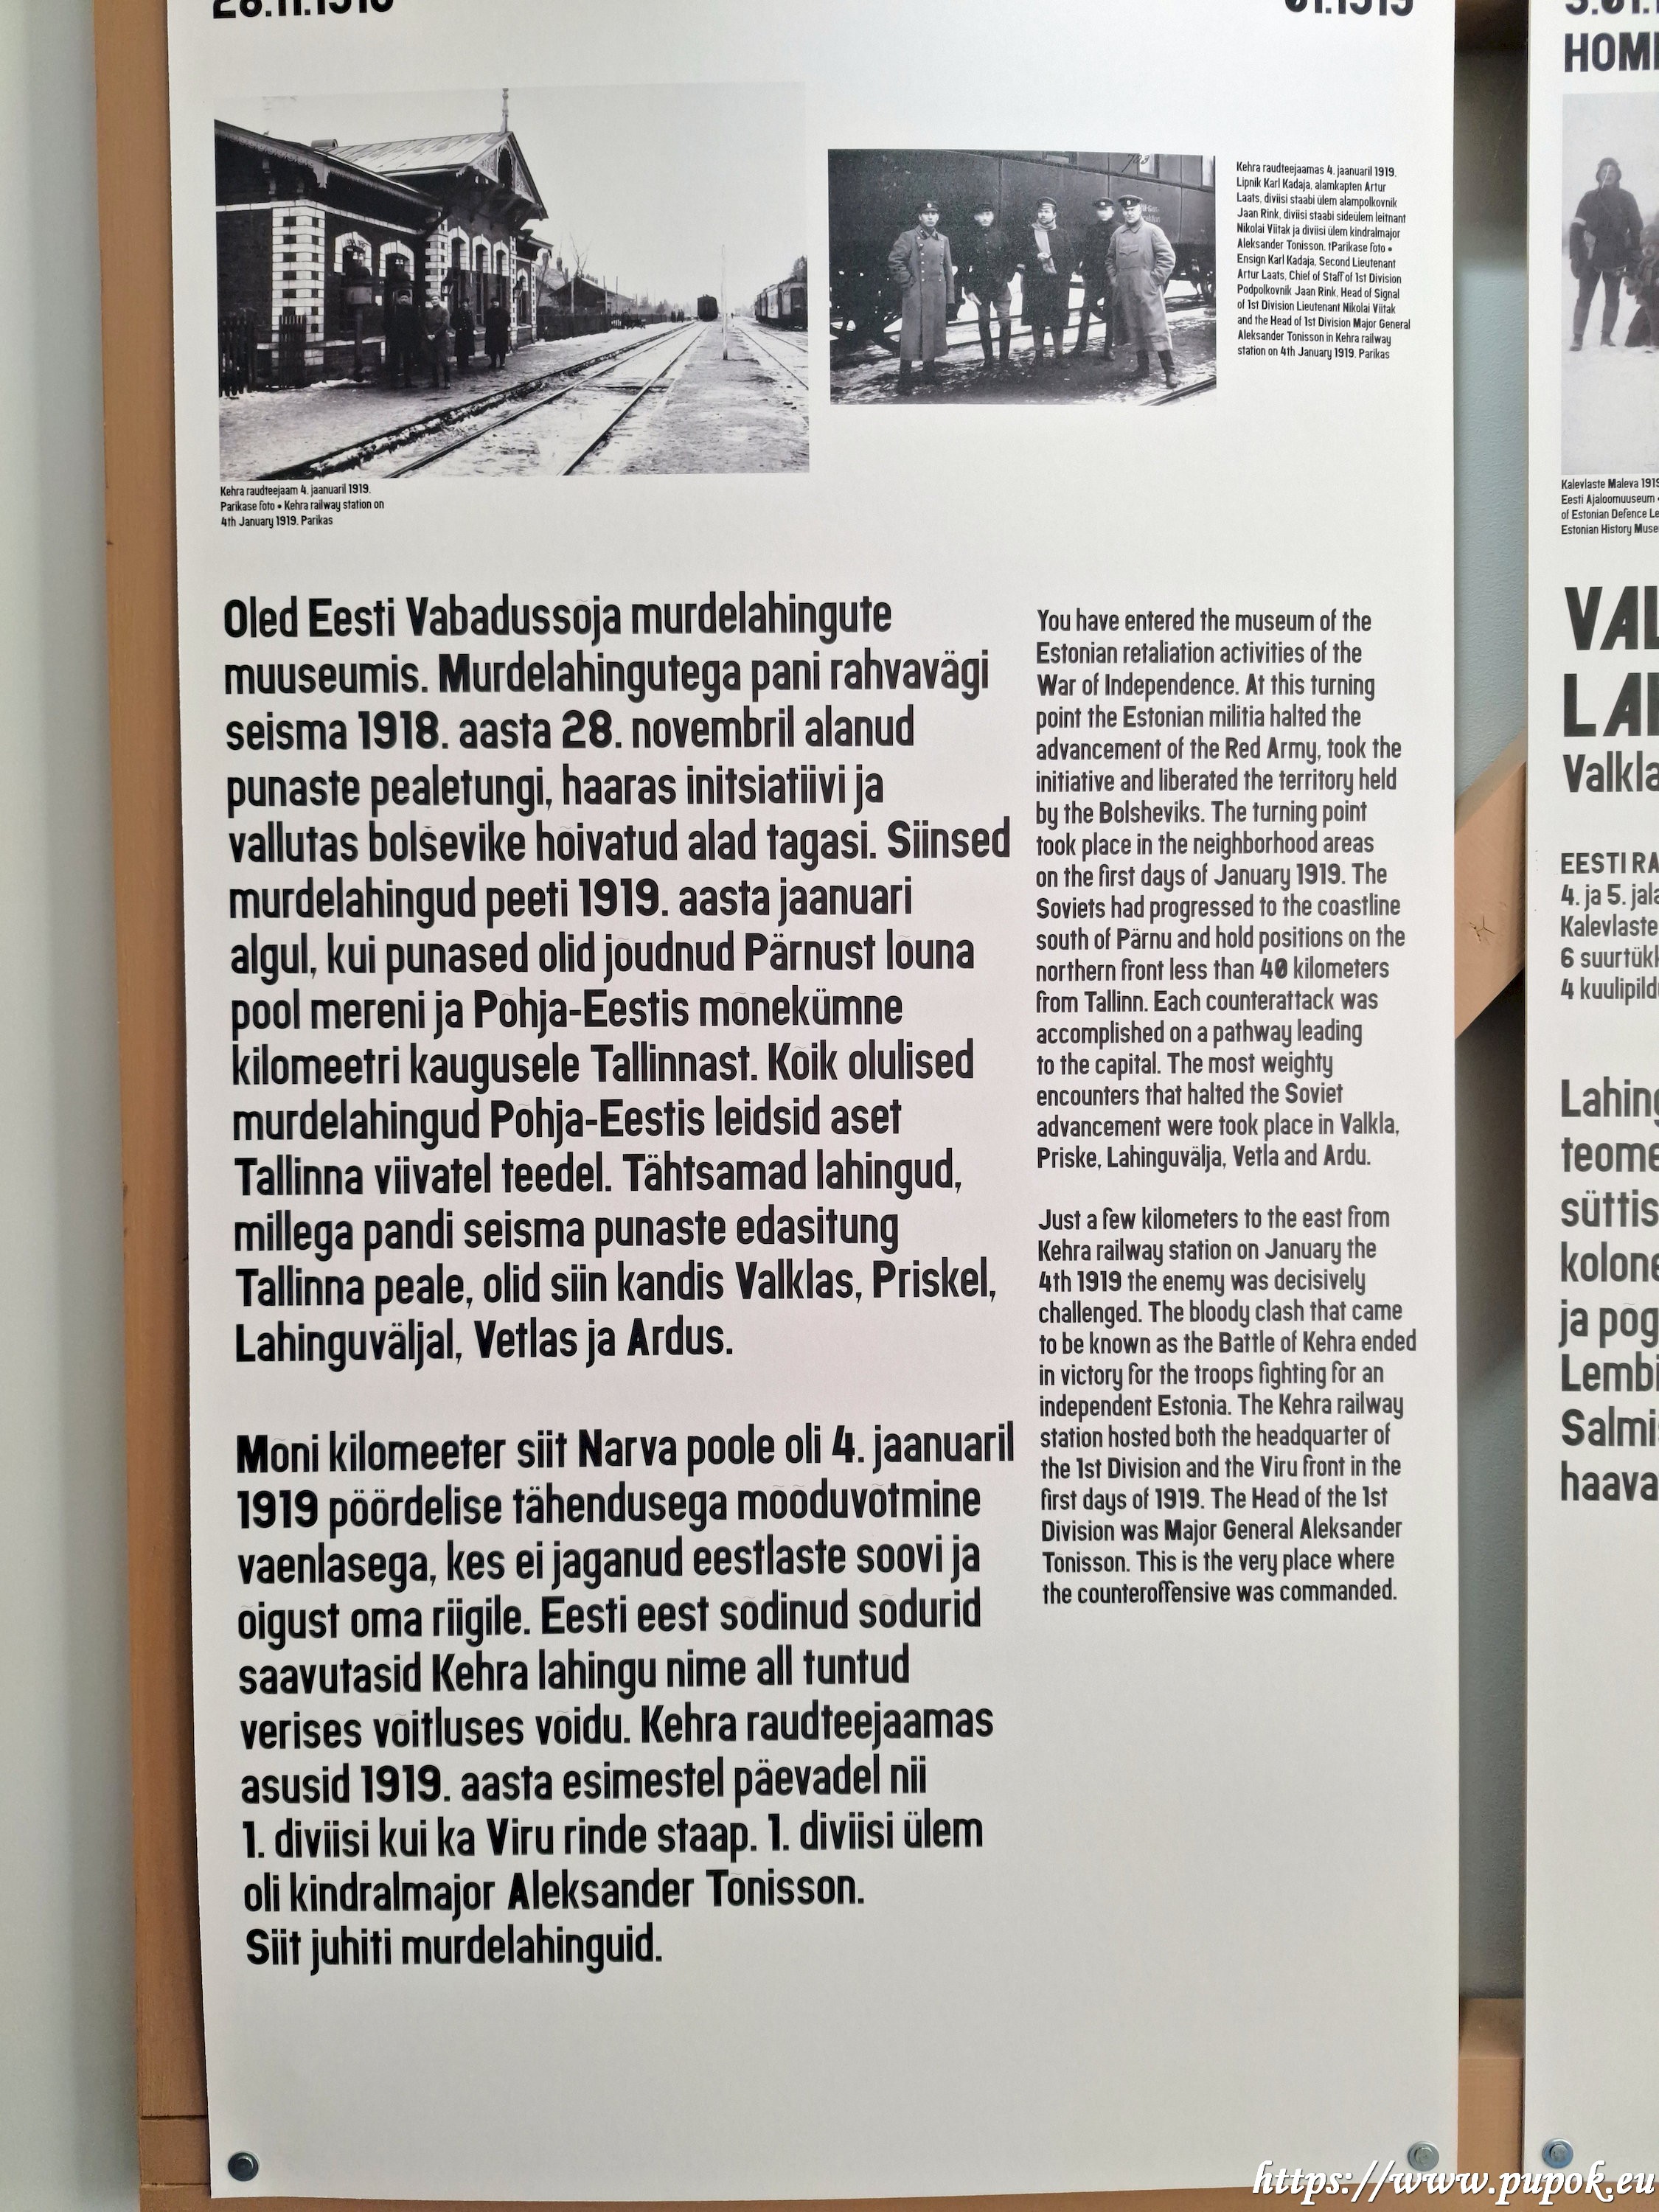 Kehra raudteejaam 4. jaanuaril 1919.
Parikase foto • Kehra railway station on
4th January 1919. Parikas
Kehra raudteejaamas 4. jaanuaril 1919.
Lipnik Karl Kadaja, alamkapten Artur
Laats, diviisi staabi ülem alampolkovnik
Jaan Rink, diviisi staabi sideülem leitnant
Nikolai Viitak ja diviisi ülem kindralmajor
Aleksander Tõnisson. †Parikase foto •
Ensign Karl Kadaja, Second Lieutenant
Artur Laats, Chief of Staff of 1st Division
Podpolkovnik Jaan Rink, Head of Signal
of 1st Division Lieutenant Nikolai Viitak
and the Head of 1st Division Major General
Aleksander Tonisson in Kehra railway
station on 4th January 1919. Parikas
Oled Eesti Vabadussõja murdelahingute
muuseumis. Murdelahingutega pani rahvavägi
seisma 1918. aasta 28. novembril alanud
punaste pealetungi, haaras initsiatiivi ja
vallutas bolševike hõivatud alad tagasi. Siinsed
murdelahingud peeti 1919. aasta jaanuari
algul, kui punased olid jõudnud Pärnust lõuna
pool mereni ja Põhja-Eestis mõnekümne
kilomeetri kaugusele Tallinnast. Kõik olulised
murdelahingud Põhja-Eestis leidsid aset
Tallinna viivatel teedel. Tähtsamad lahingud,
millega pandi seisma punaste edasitung
Tallinna peale, olid siin kandis Valklas, Priskel,
Lahinguväljal, Vetlas ja Ardus.
Mõni kilomeeter siit Narva poole oli 4. jaanuaril
1919 pöördelise tähendusega mõõduvõtmine
vaenlasega, kes ei jaganud eestlaste soovi ja
õigust oma riigile. Eesti eest sõdinud sõdurid
saavutasid Kehra lahingu nime all tuntud
verises võitluses võidu. Kehra raudteejaamas
asusid 1919. aasta esimestel päevadel nii
1. diviisi kui ka Viru rinde staap. 1. diviisi ülem
oli kindralmajor Aleksander Tõnisson.
Siit juhiti murdelahinguid.
You have entered the museum of the
Estonian retaliation activities of the
War of Independence. At this turning
point the Estonian militia halted the
advancement of the Red Army, took the
initiative and liberated the territory held
by the Bolsheviks. The turning point
took place in the neighborhood areas
on the first days of January 1919. The
Soviets had progressed to the coastline
south of Pärnu and hold positions on the
northern front less than 40 kilometers
from Tallinn. Each counterattack was
accomplished on a pathway leading
to the capital. The most weighty
encounters that halted the Soviet
advancement were took place in Valkla,
Priske, Lahinguvälja, Vetla and Ardu.
Just a few kilometers to the east from
Kehra railway station on January the
4th 1919 the enemy was decisively
challenged. The bloody clash that came
to be known as the Battle of Kehra ended
in victory for the troops fighting for an
independent Estonia. The Kehra railway
station hosted both the headquarter of
the 1st Division and the Viru front in the
first days of 1919. The Head of the 1st
Division was Major General Aleksander
Tonisson. This is the very place where
the counteroffensive was commanded.
Kalevlaste Maleva 1919
Eesti Ajaloomuuseum •
of Estonian Defence Le
Estonian History Muse
Valkla
EESTI RA
4. ja 5. jala
Kalevlaste
6 suurtükk
4 kuulipildu
Lahing
teome
süttis
kolone
ja põg
Lembi
Salmis
haava
https://www.pupok.eu